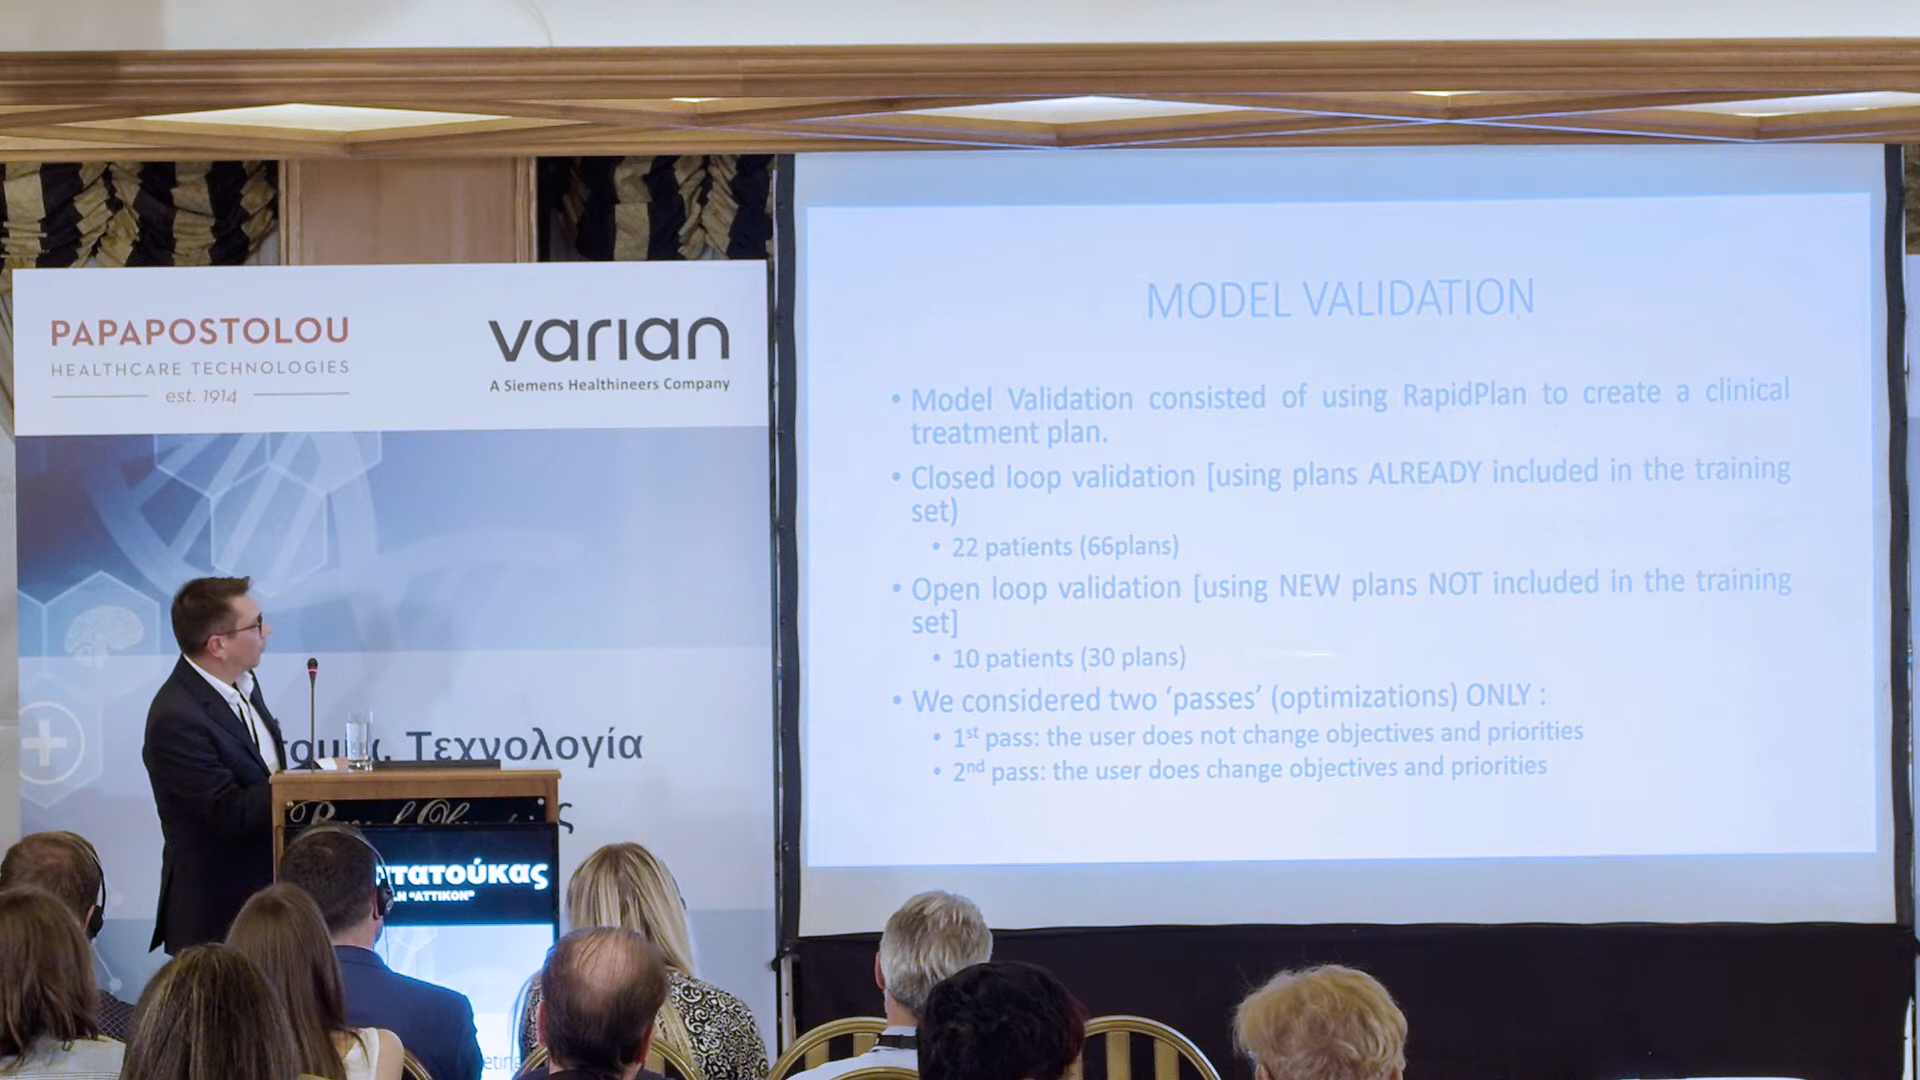 PAPAPOSTOLOU
HEALTHCARE TECHNOLOGIES
est. 1914
varian
A Siemens Healthineers Company
Τεχνολογία
"ΑΤΤΙΚΟΝ"
MODEL VALIDATION
• Model Validation consisted of using RapidPlan to create a clinical
treatment plan.
• Closed loop validation [using plans ALREADY included in the training
set)
• 22 patients (66plans)
• Open loop validation [using NEW plans NOT included in the training
set]
• 10 patients (30 plans)
• We considered two ‘passes’ (optimizations) ONLY :
• 1st pass: the user does not change objectives and priorities
• 2nd pass: the user does change objectives and priorities